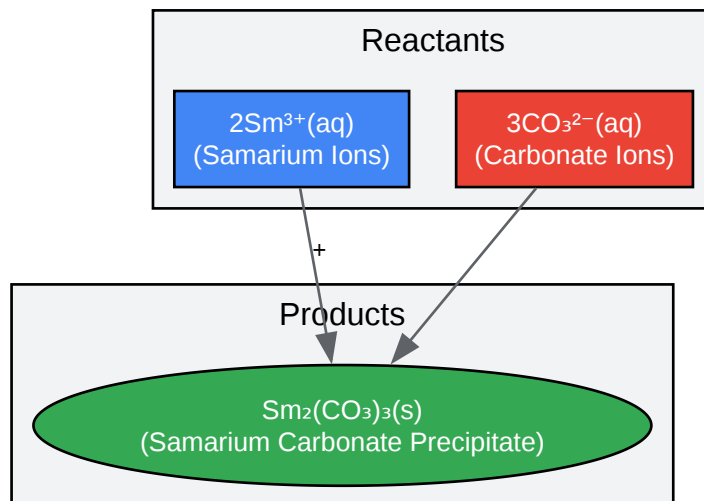 Reactants
2Sm³⁺(aq)
(Samarium Ions)
3CO₃²⁻(aq)
(Carbonate Ions)
+
Products
Sm₂(CO₃)₃(s)
(Samarium Carbonate Precipitate)